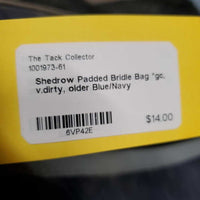 The Tack Collector
1001973-61
Shedrow Padded Bridle Bag *gc,
v.dirty, older Blue/Navy
6VP42E
$14.00